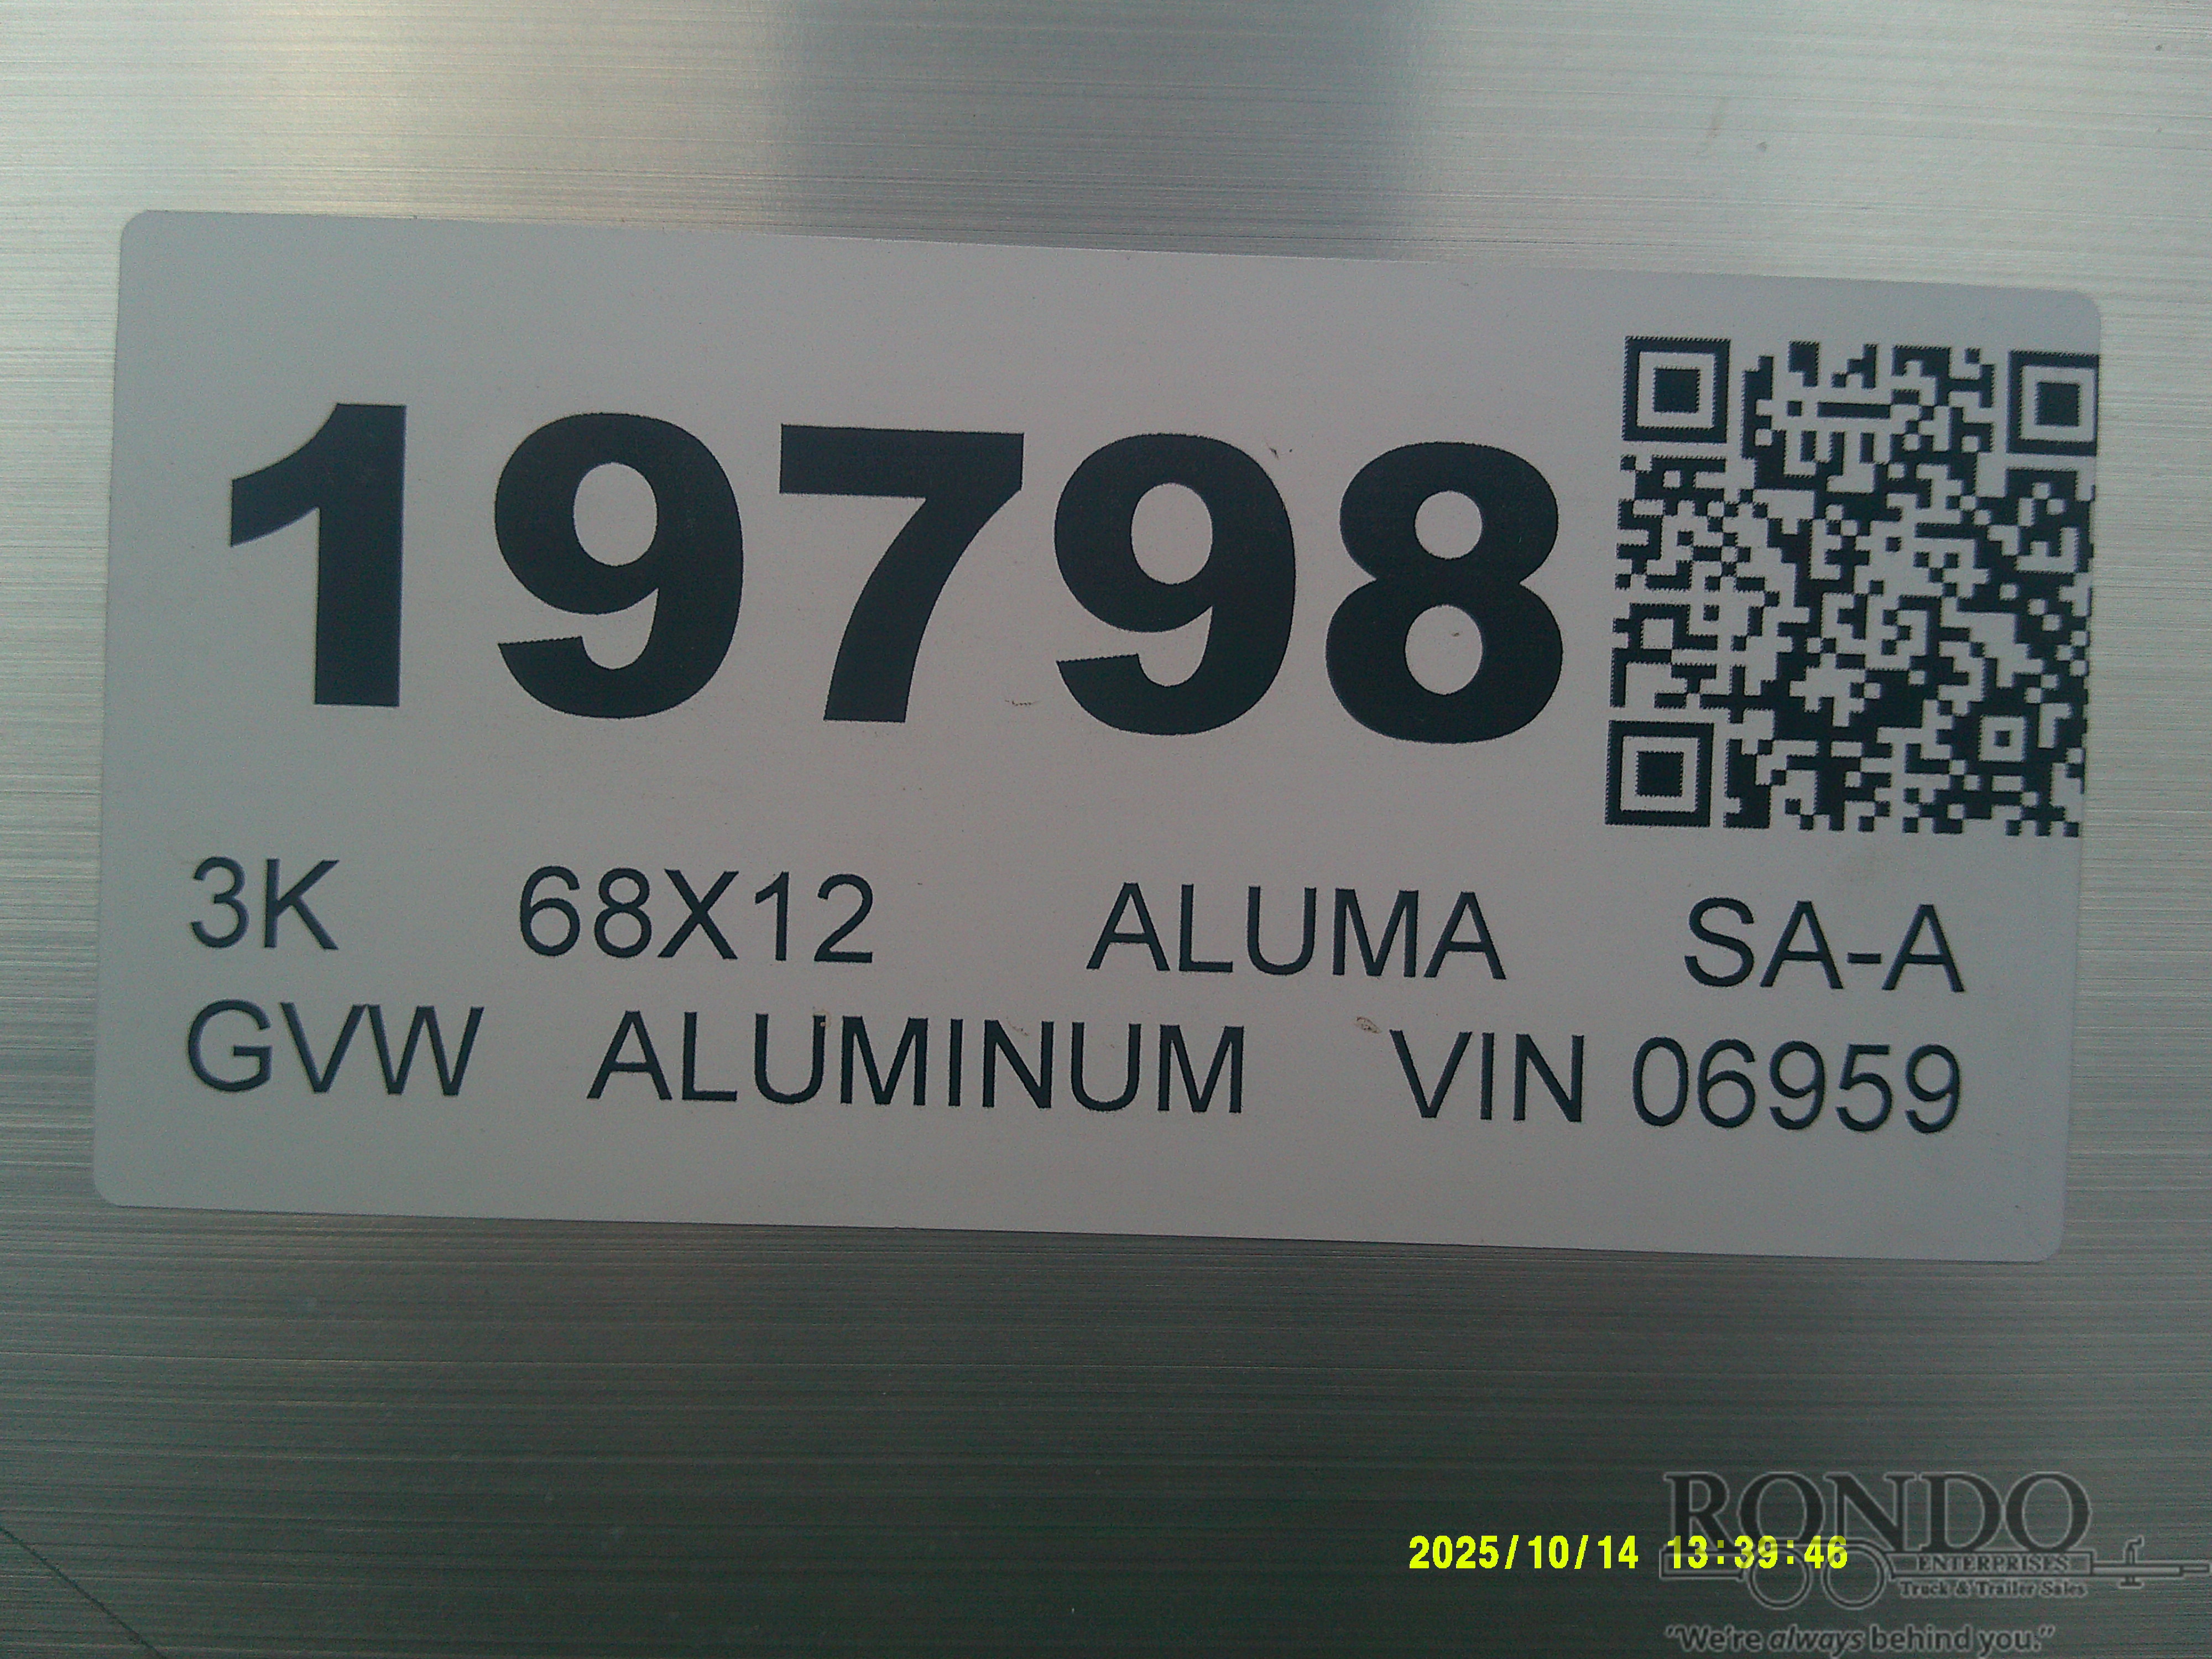 19798
3K 68X12 ALUMA SA-A
GVW ALUMINUM VIN 06959
2025/10/14 13:39:46
RONDO
ENTERPRISES
Truck & Trailer Sales
"We're always behind you."